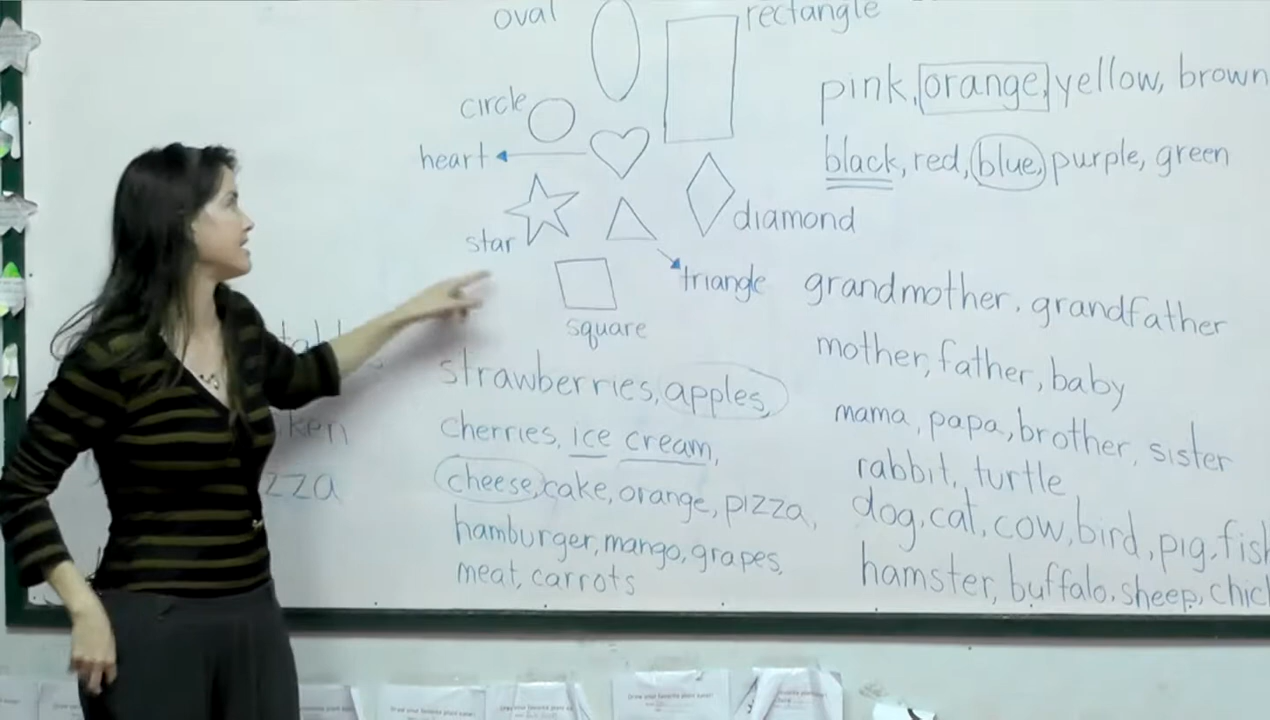 oval
rectangle
circle
heart
star
diamond
triangle
square
pink, orange, yellow, brown
black, red, blue, purple, green
grandmother, grandfather
mother, father, baby
mama, papa, brother, sister
rabbit, turtle
dog, cat, cow, bird, pig, fish
hamster, buffalo, sheep,
strawberries, apples,
cherries, ice cream,
cheese, cake, orange, pizza,
hamburger, mango, grapes,
meat, carrots